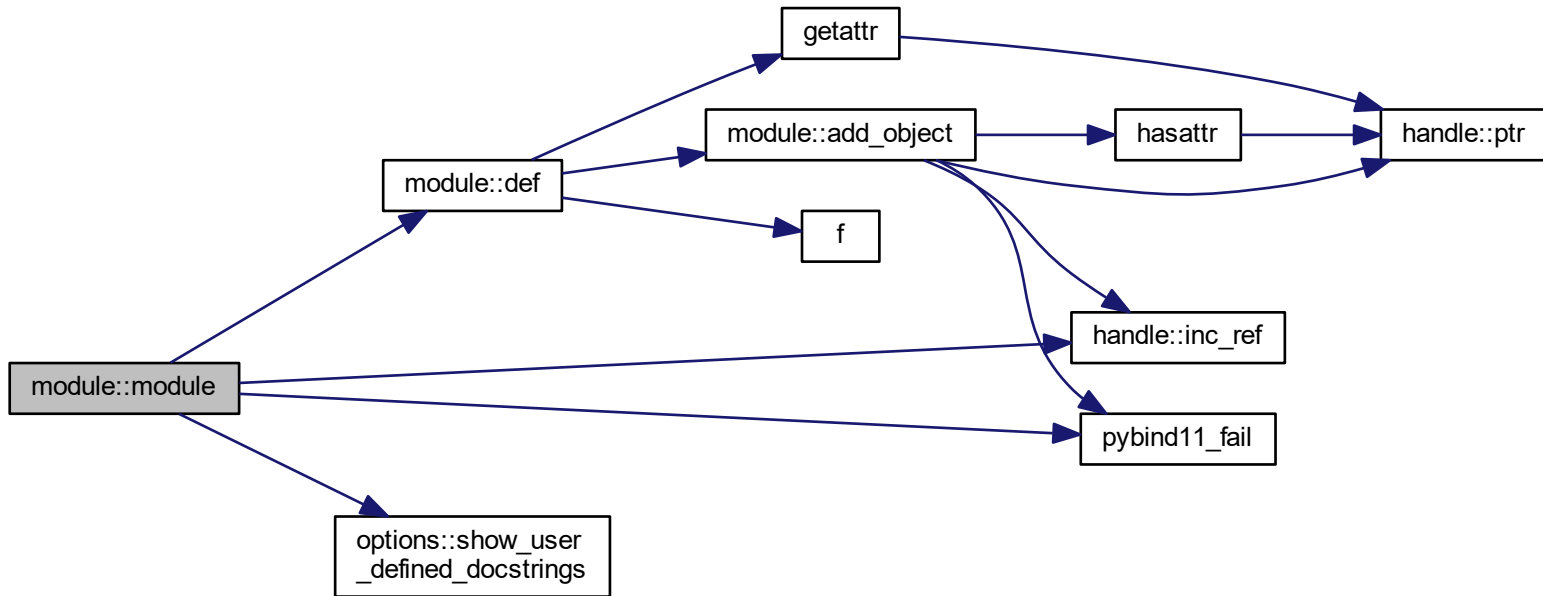 getattr
module::add_object
hasattr
handle::ptr
module::def
f
handle::inc_ref
module::module
pybind11_fail
options::show_user
_defined_docstrings